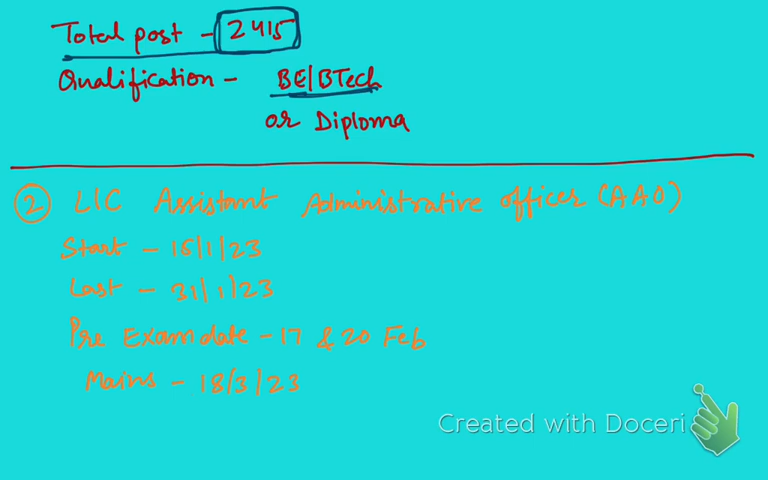 Total post - 2415
Qualification - BE/BTech
or Diploma
② LIC Assistant Administrative officer (AAO)
Start - 15/1/23
Last - 31/1/23
Pre Exam date - 17 & 20 Feb
Mains - 18/3/23
Created with Doceri